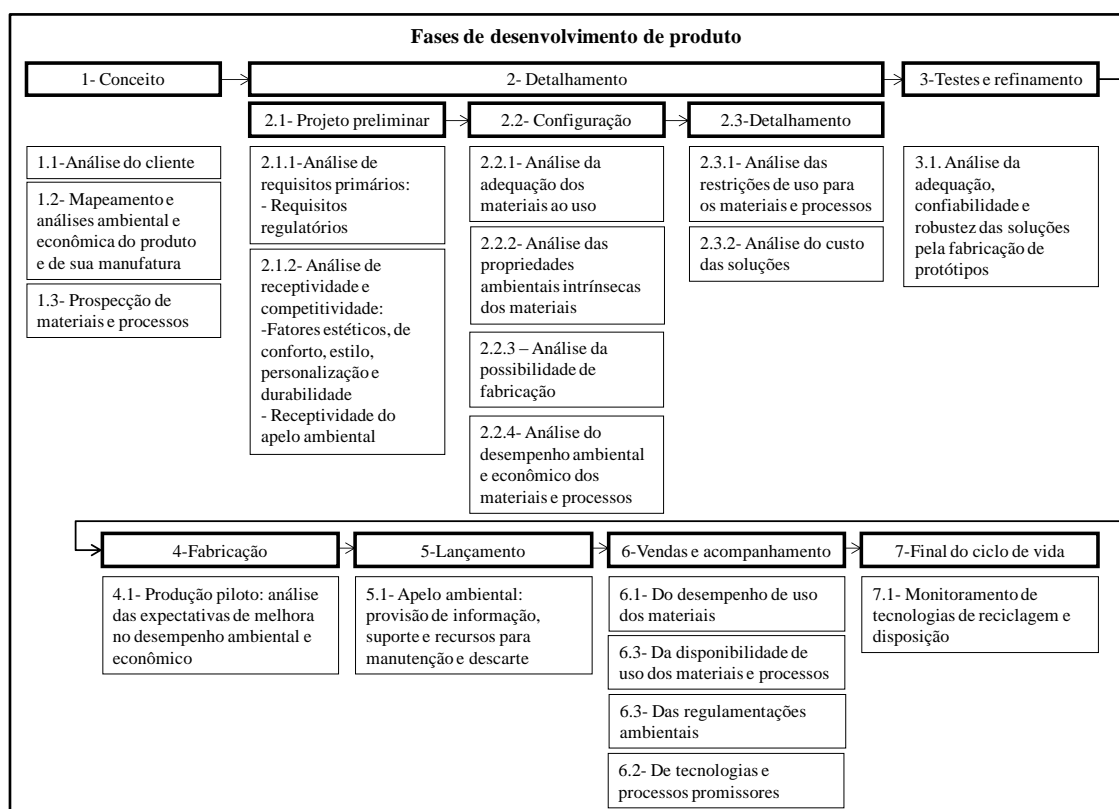 Fases de desenvolvimento de produto
1- Conceito
2- Detalhamento
3-Testes e refinamento
2.1- Projeto preliminar
2.2- Configuração
2.3-Detalhamento
1.1-Análise do cliente
1.2- Mapeamento e
análises ambiental e
econômica do produto
e de sua manufatura
1.3- Prospecção de
materiais e processos
2.1.1-Análise de
requisitos primários:
- Requisitos
regulatórios
2.1.2- Análise de
receptividade e
competitividade:
-Fatores estéticos, de
conforto, estilo,
personalização e
durabilidade
- Receptividade do
apelo ambiental
2.2.1- Análise da
adequação dos
materiais ao uso
2.2.2- Análise das
propriedades
ambientais intrínsecas
dos materiais
2.2.3 – Análise da
possibilidade de
fabricação
2.2.4- Análise do
desempenho ambiental
e econômico dos
materiais e processos
2.3.1- Análise das
restrições de uso para
os materiais e processos
2.3.2- Análise do custo
das soluções
3.1. Análise da
adequação,
confiabilidade e
robustez das soluções
pela fabricação de
protótipos
4-Fabricação
5-Lançamento
6-Vendas e acompanhamento
7-Final do ciclo de vida
4.1- Produção piloto: análise
das expectativas de melhora
no desempenho ambiental e
econômico
5.1- Apelo ambiental:
provisão de informação,
suporte e recursos para
manutenção e descarte
6.1- Do desempenho de uso
dos materiais
6.3- Da disponibilidade de
uso dos materiais e processos
6.3- Das regulamentações
ambientais
6.2- De tecnologias e
processos promissores
7.1- Monitoramento de
tecnologias de reciclagem e
disposição